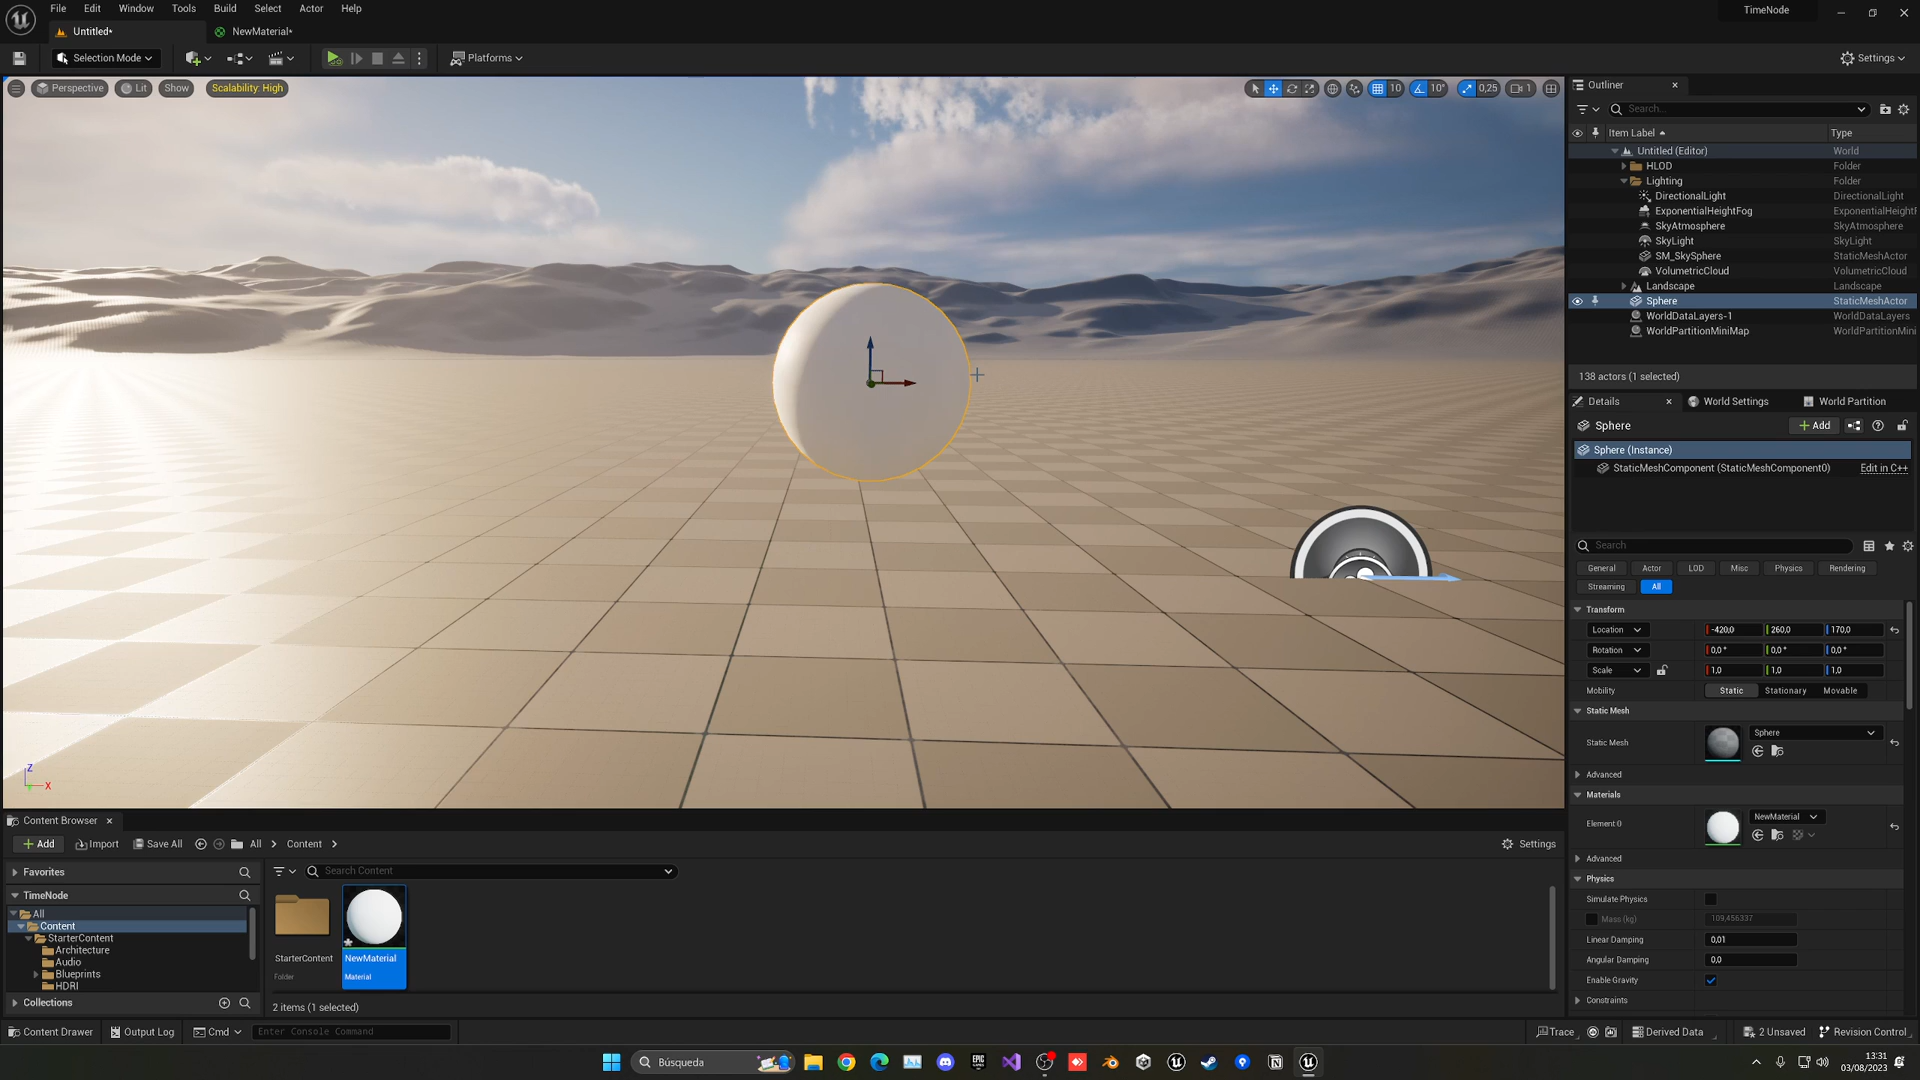 File Edit Window Tools Build Select Actor Help
TimeNode
Untitled*
NewMaterial*
Selection Mode
Platforms
Settings
Perspective Lit Show Scalability: High
10 10° 0,25 1
Outliner
Search...
Item Label Type
Untitled (Editor) World
HLOD Folder
Lighting Folder
DirectionalLight DirectionalLight
ExponentialHeightFog ExponentialHeightF
SkyAtmosphere SkyAtmosphere
SkyLight SkyLight
SM_SkySphere StaticMeshActor
VolumetricCloud VolumetricCloud
Landscape Landscape
Sphere StaticMeshActor
WorldDataLayers-1 WorldDataLayers
WorldPartitionMiniMap WorldPartitionMini
138 actors (1 selected)
Details World Settings World Partition
Sphere
Add
Sphere (Instance)
StaticMeshComponent (StaticMeshComponent0) Edit in C++
Search
General Actor LOD Misc Physics Rendering
Streaming All
Transform
Location -420,0 260,0 170,0
Rotation 0,0 ° 0,0 ° 0,0 °
Scale 1,0 1,0 1,0
Mobility Static Stationary Movable
Static Mesh
Static Mesh Sphere
Advanced
Materials
Element 0 NewMaterial
Advanced
Physics
Simulate Physics
Mass (kg) 109,456337
Linear Damping 0,01
Angular Damping 0,0
Enable Gravity
Constraints
Z
X
Content Browser
Add Import Save All All Content Settings
Favorites
Search Content
TimeNode
All
Content
StarterContent
Architecture
Audio
Blueprints
HDRI
Collections
StarterContent
Folder
NewMaterial
Material
2 items (1 selected)
Content Drawer Output Log Cmd Enter Console Command
Trace Derived Data 2 Unsaved Revision Control
Búsqueda
EPIC GAMES
13:31
03/08/2023